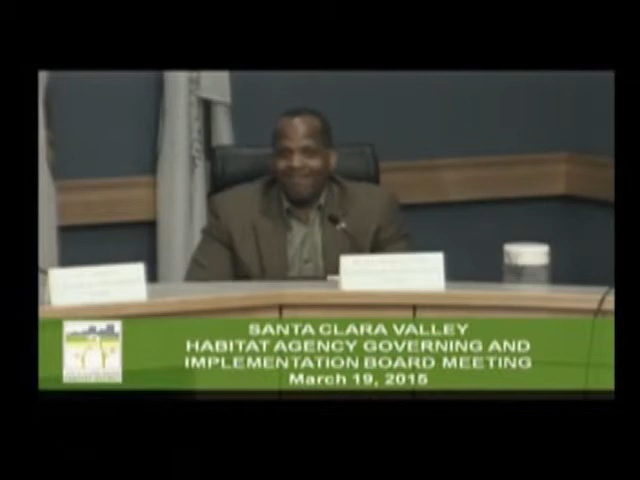 SANTA CLARA VALLEY
HABITAT AGENCY GOVERNING AND
IMPLEMENTATION BOARD MEETING
March 19, 2015